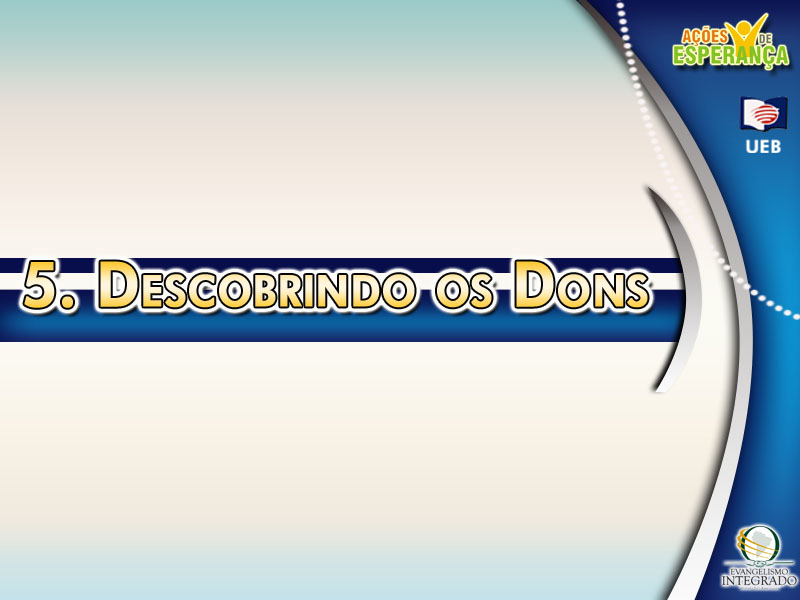 AÇÕES DE
ESPERANÇA
UEB
5. DESCOBRINDO OS DONS
EVANGELISMO
INTEGRADO